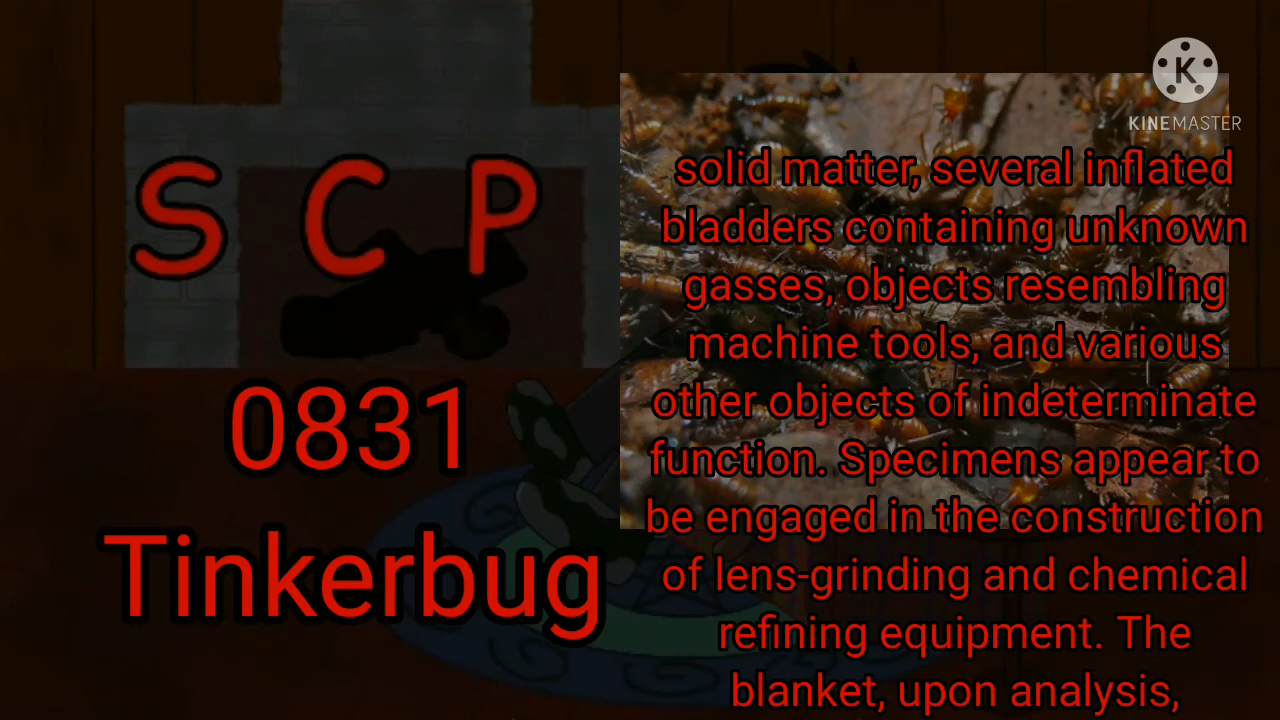 S C P
0831
Tinkerbug
K
KINEMASTER
solid matter, several inflated
bladders containing unknown
gasses, objects resembling
machine tools, and various
other objects of indeterminate
function. Specimens appear to
be engaged in the construction
of lens-grinding and chemical
refining equipment. The
blanket, upon analysis,